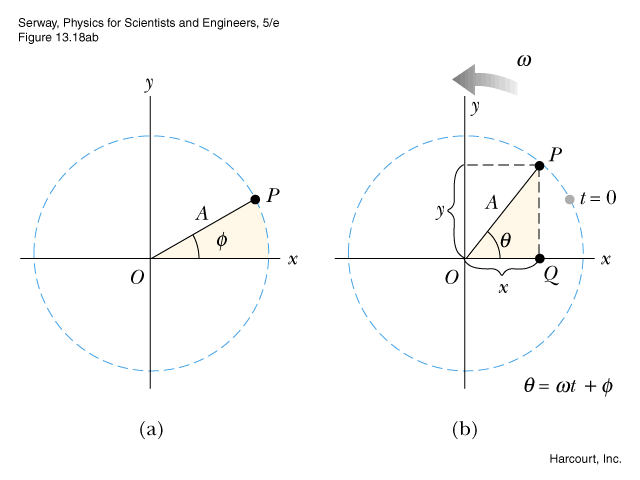 Serway, Physics for Scientists and Engineers, 5/e
Figure 13.18ab
y
P
A
ϕ
x
O
(a)
ω
y
P
t = 0
y
A
θ
x
O
x
Q
θ = ωt + ϕ
(b)
Harcourt, Inc.